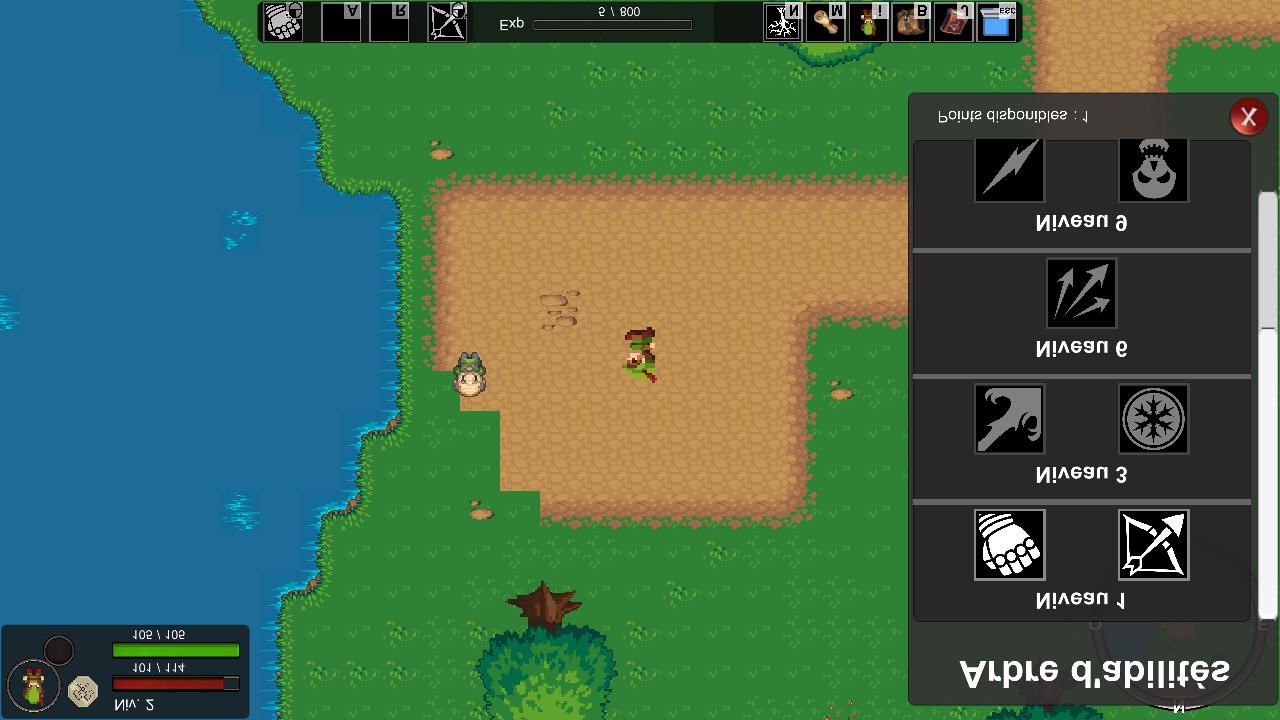 Niv. 2
101 / 114
105 / 105
N
Arbre d'abilités
O
E
Niveau 1
Niveau 3
Niveau 6
Niveau 9
Points disponibles : 1
X
A
R
Exp
5 / 800
N
M
I
B
J
Esc